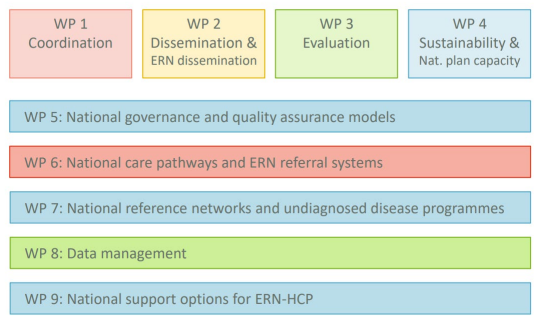 WP 1
Coordination
WP 2
Dissemination &
ERN dissemination
WP 3
Evaluation
WP 4
Sustainability &
Nat. plan capacity
WP 5: National governance and quality assurance models
WP 6: National care pathways and ERN referral systems
WP 7: National reference networks and undiagnosed disease programmes
WP 8: Data management
WP 9: National support options for ERN-HCP